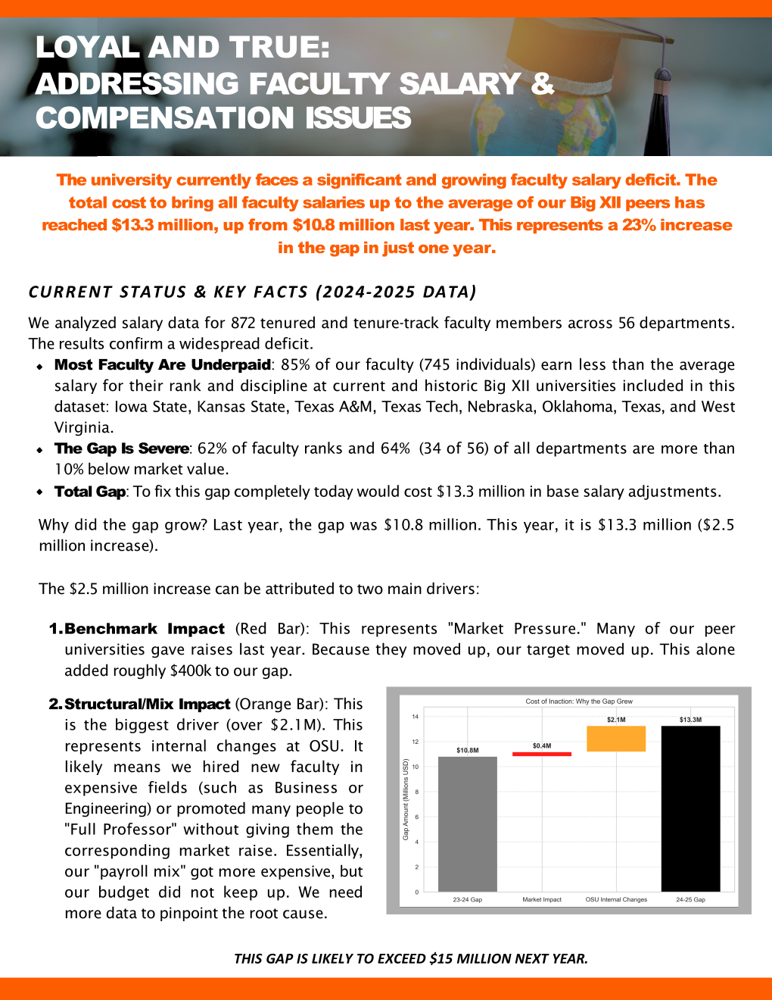 LOYAL AND TRUE:
ADDRESSING FACULTY SALARY &
COMPENSATION ISSUES
The university currently faces a significant and growing faculty salary deficit. The
total cost to bring all faculty salaries up to the average of our Big XII peers has
reached $13.3 million, up from $10.8 million last year. This represents a 23% increase
in the gap in just one year.
CURRENT STATUS & KEY FACTS (2024-2025 DATA)
We analyzed salary data for 872 tenured and tenure-track faculty members across 56 departments.
The results confirm a widespread deficit.
Most Faculty Are Underpaid: 85% of our faculty (745 individuals) earn less than the average
salary for their rank and discipline at current and historic Big XII universities included in this
dataset: Iowa State, Kansas State, Texas A&M, Texas Tech, Nebraska, Oklahoma, Texas, and West
Virginia.
The Gap Is Severe: 62% of faculty ranks and 64% (34 of 56) of all departments are more than
10% below market value.
Total Gap: To fix this gap completely today would cost $13.3 million in base salary adjustments.
Why did the gap grow? Last year, the gap was $10.8 million. This year, it is $13.3 million ($2.5
million increase).
The $2.5 million increase can be attributed to two main drivers:
1. Benchmark Impact (Red Bar): This represents "Market Pressure." Many of our peer
universities gave raises last year. Because they moved up, our target moved up. This alone
added roughly $400k to our gap.
2. Structural/Mix Impact (Orange Bar): This
is the biggest driver (over $2.1M). This
represents internal changes at OSU. It
likely means we hired new faculty in
expensive fields (such as Business or
Engineering) or promoted many people to
"Full Professor" without giving them the
corresponding market raise. Essentially,
our "payroll mix" got more expensive, but
our budget did not keep up. We need
more data to pinpoint the root cause.
Cost of Inaction: Why the Gap Grew
Gap Amount (Millions USD)
14
12
10
8
6
4
2
0
$10.8M
$0.4M
$2.1M
$13.3M
23-24 Gap
Market Impact
OSU Internal Changes
24-25 Gap
THIS GAP IS LIKELY TO EXCEED $15 MILLION NEXT YEAR.